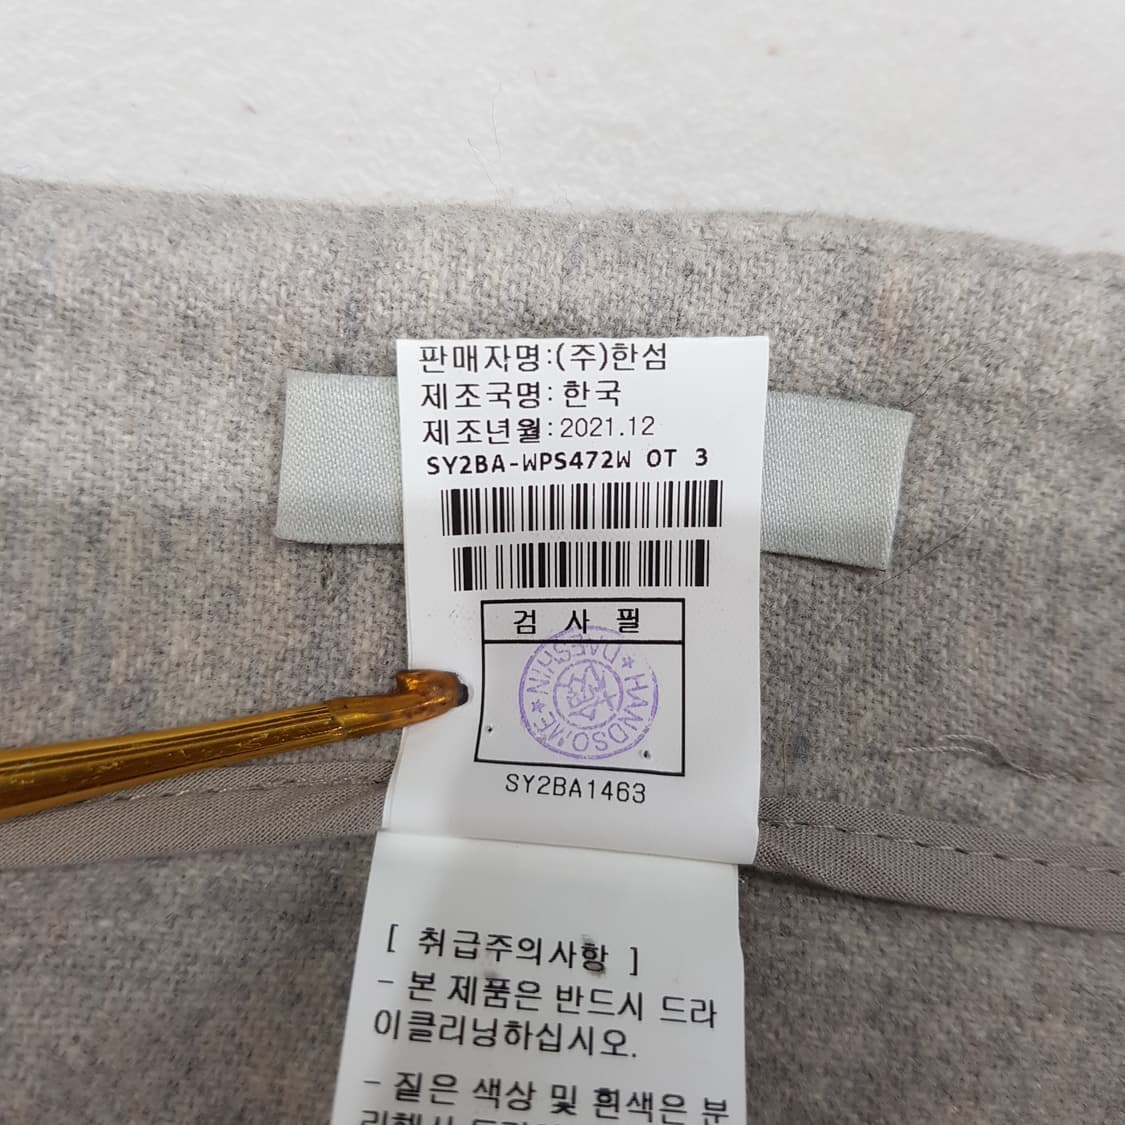 판매자명:(주)한섬
제조국명: 한국
제조년월: 2021.12
SY2BA-WPS472W OT 3
검 사 필
HANDSOME ★ DAESHIN ★
SY2BA1463
[ 취급주의사항 ]
- 본 제품은 반드시 드라
이클리닝하십시오.
- 짙은 색상 및 흰색은 분